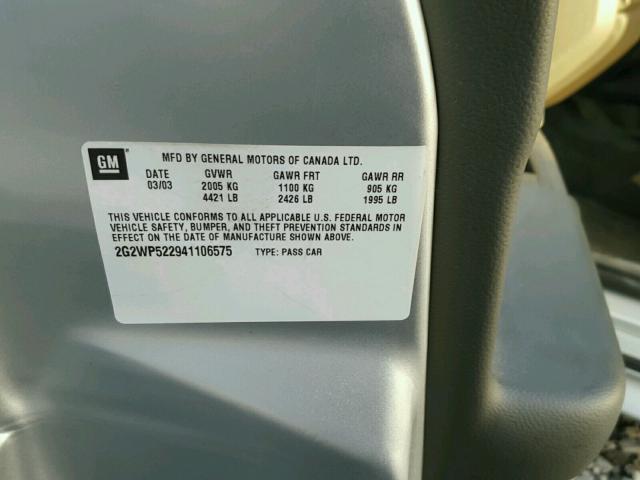 GM
MFD BY GENERAL MOTORS OF CANADA LTD.
DATE GVWR GAWR FRT GAWR RR
03/03 2005 KG 1100 KG 905 KG
4421 LB 2426 LB 1995 LB
THIS VEHICLE CONFORMS TO ALL APPLICABLE U.S. FEDERAL MOTOR
VEHICLE SAFETY, BUMPER, AND THEFT PREVENTION STANDARDS IN
EFFECT ON THE DATE OF MANUFACTURE SHOWN ABOVE.
2G2WP522941106575 TYPE: PASS CAR